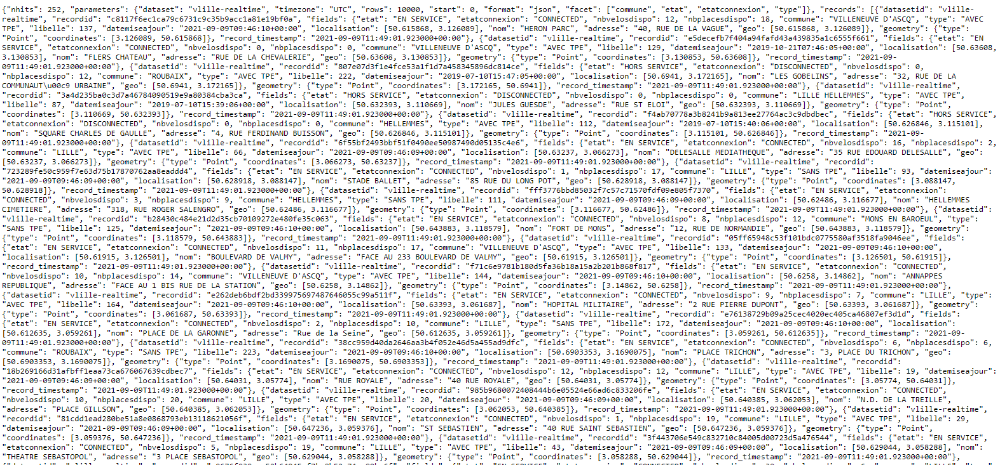 {"nhits": 252, "parameters": {"dataset": "vlille-realtime", "timezone": "UTC", "rows": 10000, "start": 0, "format": "json", "facet": ["commune", "etat", "etatconnexion", "type"]}, "records": [{"datasetid": "vlille-
realtime", "recordid": "c8117f6ec1ca79c6731c9c35b9acc1a81e19bf0a", "fields": {"etat": "EN SERVICE", "etatconnexion": "CONNECTED", "nbvelosdispo": 12, "nbplacesdispo": 18, "commune": "VILLENEUVE D'ASCQ", "type": "AVEC
TPE", "libelle": 137, "datemiseajour": "2021-09-09T09:46:10+00:00", "localisation": [50.615868, 3.126089], "nom": "HERON PARC", "adresse": "40, RUE DE LA VAGUE", "geo": [50.615868, 3.126089]}, "geometry": {"type":
"Point", "coordinates": [3.126089, 50.615868]}, "record_timestamp": "2021-09-09T11:49:01.923000+00:00"}, {"datasetid": "vlille-realtime", "recordid": "e5decefb7f404a94fafd43a439835a1c6555f661", "fields": {"etat": "EN
SERVICE", "etatconnexion": "CONNECTED", "nbvelosdispo": 0, "nbplacesdispo": 0, "commune": "VILLENEUVE D'ASCQ", "type": "AVEC TPE", "libelle": 129, "datemiseajour": "2019-10-21T07:46:05+00:00", "localisation": [50.63608,
3.130853], "nom": "FLERS CHATEAU", "adresse": "RUE DE LA CHEVALERIE", "geo": [50.63608, 3.130853]}, "geometry": {"type": "Point", "coordinates": [3.130853, 50.63608]}, "record_timestamp": "2021-09-
09T11:49:01.923000+00:00"}, {"datasetid": "vlille-realtime", "recordid": "807e07d3f1e4fce53a1f1d7a458345896dc814ce", "fields": {"etat": "HORS SERVICE", "etatconnexion": "DISCONNECTED", "nbvelosdispo": 0,
"nbplacesdispo": 12, "commune": "ROUBAIX", "type": "AVEC TPE", "libelle": 222, "datemiseajour": "2019-07-10T15:47:05+00:00", "localisation": [50.6941, 3.172165], "nom": "LES GOBELINS", "adresse": "32, RUE DE LA
COMMUNAUT\u00c9 URBAINE", "geo": [50.6941, 3.172165]}, "geometry": {"type": "Point", "coordinates": [3.172165, 50.6941]}, "record_timestamp": "2021-09-09T11:49:01.923000+00:00"}, {"datasetid": "vlille-realtime",
"recordid": "3a4d235ba0c3d7a46784090519e9a80384cba3ca", "fields": {"etat": "HORS SERVICE", "etatconnexion": "DISCONNECTED", "nbvelosdispo": 0, "nbplacesdispo": 0, "commune": "LILLE HELLEMMES", "type": "AVEC TPE",
"libelle": 87, "datemiseajour": "2019-07-10T15:39:06+00:00", "localisation": [50.632393, 3.110669], "nom": "JULES GUESDE", "adresse": "RUE ST ELOI", "geo": [50.632393, 3.110669]}, "geometry": {"type": "Point",
"coordinates": [3.110669, 50.632393]}, "record_timestamp": "2021-09-09T11:49:01.923000+00:00"}, {"datasetid": "vlille-realtime", "recordid": "f4ab70778a3b8241b9a813ee27764ac3c9dbdbec", "fields": {"etat": "HORS SERVICE",
"etatconnexion": "DISCONNECTED", "nbvelosdispo": 0, "nbplacesdispo": 0, "commune": "HELLEMMES", "type": "AVEC TPE", "libelle": 112, "datemiseajour": "2019-07-10T15:40:06+00:00", "localisation": [50.626846, 3.115101],
"nom": "SQUARE CHARLES DE GAULLE", "adresse": "4, RUE FERDINAND BUISSON", "geo": [50.626846, 3.115101]}, "geometry": {"type": "Point", "coordinates": [3.115101, 50.626846]}, "record_timestamp": "2021-09-
09T11:49:01.923000+00:00"}, {"datasetid": "vlille-realtime", "recordid": "6f55bf2493bbf51f0490ee50987490d05135c4e6", "fields": {"etat": "EN SERVICE", "etatconnexion": "CONNECTED", "nbvelosdispo": 16, "nbplacesdispo": 2,
"commune": "LILLE", "type": "AVEC TPE", "libelle": 66, "datemiseajour": "2021-09-09T09:46:09+00:00", "localisation": [50.63237, 3.066273], "nom": "DELESALLE MEDIATHEQUE", "adresse": "35 RUE EDOUARD DELESALLE", "geo":
[50.63237, 3.066273]}, "geometry": {"type": "Point", "coordinates": [3.066273, 50.63237]}, "record_timestamp": "2021-09-09T11:49:01.923000+00:00"}, {"datasetid": "vlille-realtime", "recordid":
"723289fe50c959f7e63d75b17870762aa8eaddd4", "fields": {"etat": "EN SERVICE", "etatconnexion": "CONNECTED", "nbvelosdispo": 1, "nbplacesdispo": 17, "commune": "LILLE", "type": "SANS TPE", "libelle": 93, "datemiseajour":
"2021-09-09T09:46:09+00:00", "localisation": [50.628918, 3.088147], "nom": "STADE BALLET", "adresse": "85 RUE DU LONG POT", "geo": [50.628918, 3.088147]}, "geometry": {"type": "Point", "coordinates": [3.088147,
50.628918]}, "record_timestamp": "2021-09-09T11:49:01.923000+00:00"}, {"datasetid": "vlille-realtime", "recordid": "fff3776bbd85032f7c57c71570fdf09e805f7370", "fields": {"etat": "EN SERVICE", "etatconnexion":
"CONNECTED", "nbvelosdispo": 3, "nbplacesdispo": 9, "commune": "HELLEMMES", "type": "SANS TPE", "libelle": 111, "datemiseajour": "2021-09-09T09:46:09+00:00", "localisation": [50.62486, 3.116677], "nom": "HELLEMMES
CIMETIERE", "adresse": "318, RUE ROGER SALENGRO", "geo": [50.62486, 3.116677]}, "geometry": {"type": "Point", "coordinates": [3.116677, 50.62486]}, "record_timestamp": "2021-09-09T11:49:01.923000+00:00"}, {"datasetid":
"vlille-realtime", "recordid": "b28430c484e21d2d35cb70109272e480fe35c063", "fields": {"etat": "EN SERVICE", "etatconnexion": "CONNECTED", "nbvelosdispo": 8, "nbplacesdispo": 12, "commune": "MONS EN BAROEUL", "type":
"SANS TPE", "libelle": 125, "datemiseajour": "2021-09-09T09:46:10+00:00", "localisation": [50.643883, 3.118579], "nom": "FORT DE MONS", "adresse": "12, RUE DE NORMANDIE", "geo": [50.643883, 3.118579]}, "geometry":
{"type": "Point", "coordinates": [3.118579, 50.643883]}, "record_timestamp": "2021-09-09T11:49:01.923000+00:00"}, {"datasetid": "vlille-realtime", "recordid": "05ff65948c53f101bdc0775580af3518fa9046ee", "fields":
{"etat": "EN SERVICE", "etatconnexion": "CONNECTED", "nbvelosdispo": 11, "nbplacesdispo": 17, "commune": "VILLENEUVE D'ASCQ", "type": "AVEC TPE", "libelle": 133, "datemiseajour": "2021-09-09T09:46:10+00:00",
"localisation": [50.61915, 3.126501], "nom": "BOULEVARD DE VALMY", "adresse": "FACE AU 233 BOULEVARD DE VALMY", "geo": [50.61915, 3.126501]}, "geometry": {"type": "Point", "coordinates": [3.126501, 50.61915]},
"record_timestamp": "2021-09-09T11:49:01.923000+00:00"}, {"datasetid": "vlille-realtime", "recordid": "f71c6e9781b180d5fa36b18a15a2b201b868f817", "fields": {"etat": "EN SERVICE", "etatconnexion": "CONNECTED",
"nbvelosdispo": 10, "nbplacesdispo": 14, "commune": "VILLENEUVE D'ASCQ", "type": "AVEC TPE", "libelle": 144, "datemiseajour": "2021-09-09T09:46:10+00:00", "localisation": [50.6258, 3.14862], "nom": "ANNAPPES
REPUBLIQUE", "adresse": "FACE AU 1 BIS RUE DE LA STATION", "geo": [50.6258, 3.14862]}, "geometry": {"type": "Point", "coordinates": [3.14862, 50.6258]}, "record_timestamp": "2021-09-09T11:49:01.923000+00:00"},
{"datasetid": "vlille-realtime", "recordid": "e262deb6bdf2bd339975697487646055c99a511f", "fields": {"etat": "EN SERVICE", "etatconnexion": "CONNECTED", "nbvelosdispo": 9, "nbplacesdispo": 7, "commune": "LILLE", "type":
"AVEC TPE", "libelle": 164, "datemiseajour": "2021-09-09T09:46:10+00:00", "localisation": [50.63393, 3.061687], "nom": "HOPITAL MILITAIRE", "adresse": "2 RUE PIERRE DUPONT", "geo": [50.63393, 3.061687]}, "geometry":
{"type": "Point", "coordinates": [3.061687, 50.63393]}, "record_timestamp": "2021-09-09T11:49:01.923000+00:00"}, {"datasetid": "vlille-realtime", "recordid": "e76138729b09a25cec4020ec405ca46807ef3d1d", "fields":
{"etat": "EN SERVICE", "etatconnexion": "CONNECTED", "nbvelosdispo": 2, "nbplacesdispo": 10, "commune": "LILLE", "type": "SANS TPE", "libelle": 172, "datemiseajour": "2021-09-09T09:46:10+00:00", "localisation":
[50.612635, 3.059261], "nom": "PLACE DE LA GARONNE", "adresse": "Rue de la Seine", "geo": [50.612635, 3.059261]}, "geometry": {"type": "Point", "coordinates": [3.059261, 50.612635]}, "record_timestamp": "2021-09-
09T11:49:01.923000+00:00"}, {"datasetid": "vlille-realtime", "recordid": "38cc959d40da2646aa3b4f052e46d5a455ad9dfc", "fields": {"etat": "EN SERVICE", "etatconnexion": "CONNECTED", "nbvelosdispo": 6, "nbplacesdispo": 6,
"commune": "ROUBAIX", "type": "SANS TPE", "libelle": 223, "datemiseajour": "2021-09-09T09:46:10+00:00", "localisation": [50.6903353, 3.1690075], "nom": "PLACE TRICHON", "adresse": "3, PLACE DU TRICHON", "geo":
[50.6903353, 3.1690075]}, "geometry": {"type": "Point", "coordinates": [3.1690075, 50.6903353]}, "record_timestamp": "2021-09-09T11:49:01.923000+00:00"}, {"datasetid": "vlille-realtime", "recordid":
"18b269166d31afbff1eaa73ca676067639cdbec7", "fields": {"etat": "EN SERVICE", "etatconnexion": "CONNECTED", "nbvelosdispo": 12, "nbplacesdispo": 12, "commune": "LILLE", "type": "AVEC TPE", "libelle": 19, "datemiseajour":
"2021-09-09T09:46:09+00:00", "localisation": [50.64031, 3.05774], "nom": "RUE ROYALE", "adresse": "40 RUE ROYALE", "geo": [50.64031, 3.05774]}, "geometry": {"type": "Point", "coordinates": [3.05774, 50.64031]},
"record_timestamp": "2021-09-09T11:49:01.923000+00:00"}, {"datasetid": "vlille-realtime", "recordid": "985b9680072408444b6e05524e66ad6c833206fe", "fields": {"etat": "EN SERVICE", "etatconnexion": "CONNECTED",
"nbvelosdispo": 10, "nbplacesdispo": 20, "commune": "LILLE", "type": "AVEC TPE", "libelle": 20, "datemiseajour": "2021-09-09T09:46:09+00:00", "localisation": [50.640385, 3.062053], "nom": "N.D. DE LA TREILLE",
"adresse": "PLACE GILLSON", "geo": [50.640385, 3.062053]}, "geometry": {"type": "Point", "coordinates": [3.062053, 50.640385]}, "record_timestamp": "2021-09-09T11:49:01.923000+00:00"}, {"datasetid": "vlille-realtime",
"recordid": "81cdd1ead280be51a8e0868793eb13118621056f", "fields": {"etat": "EN SERVICE", "etatconnexion": "CONNECTED", "nbvelosdispo": 1, "nbplacesdispo": 19, "commune": "LILLE", "type": "AVEC TPE", "libelle": 29,
"datemiseajour": "2021-09-09T09:46:09+00:00", "localisation": [50.647236, 3.059376], "nom": "ST SEBASTIEN", "adresse": "40 RUE SAINT SEBASTIEN", "geo": [50.647236, 3.059376]}, "geometry": {"type": "Point",
"coordinates": [3.059376, 50.647236]}, "record_timestamp": "2021-09-09T11:49:01.923000+00:00"}, {"datasetid": "vlille-realtime", "recordid": "3f443706e549c832710c84005d00723d5a476544", "fields": {"etat": "EN SERVICE",
"etatconnexion": "CONNECTED", "nbvelosdispo": 5, "nbplacesdispo": 19, "commune": "LILLE", "type": "AVEC TPE", "libelle": 43, "datemiseajour": "2021-09-09T09:46:09+00:00", "localisation": [50.629044, 3.058288], "nom":
"THEATRE SEBASTOPOL", "adresse": "3 PLACE SEBASTOPOL", "geo": [50.629044, 3.058288]}, "geometry": {"type": "Point", "coordinates": [3.058288, 50.629044]}, "record_timestamp": "2021-09-09T11:49:01.923000+00:00"},